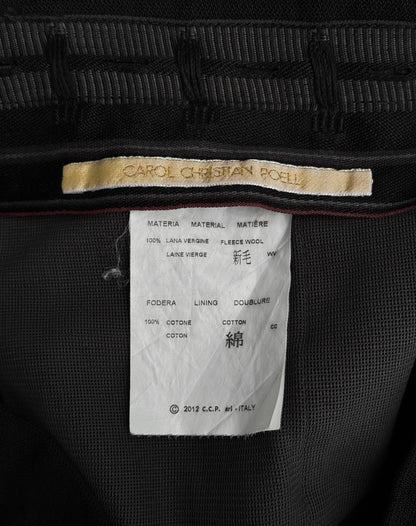 CAROL CHRISTIAN POELL
MATERIA MATERIAL MATIÈRE
100% LANA VERGINE FLEECE WOOL
LAINE VIERGE 新毛 WV
FODERA LINING DOUBLURE
100% COTONE COTTON
COTON 綿 CO
© 2012 C.C.P. srl - ITALY